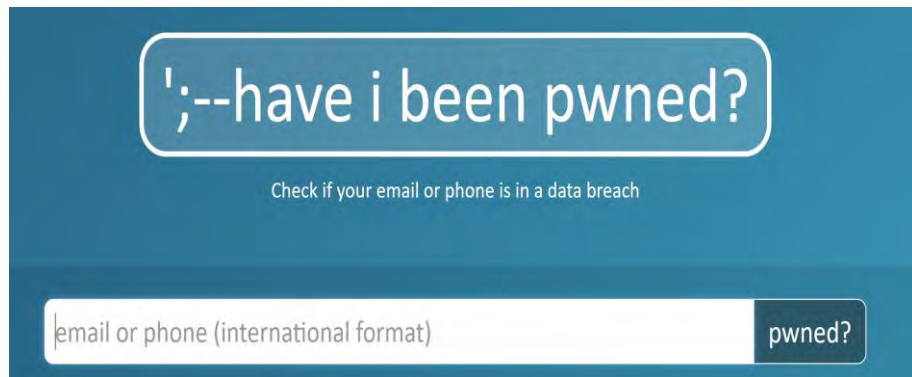 ';--have i been pwned?
Check if your email or phone is in a data breach
email or phone (international format)
pwned?